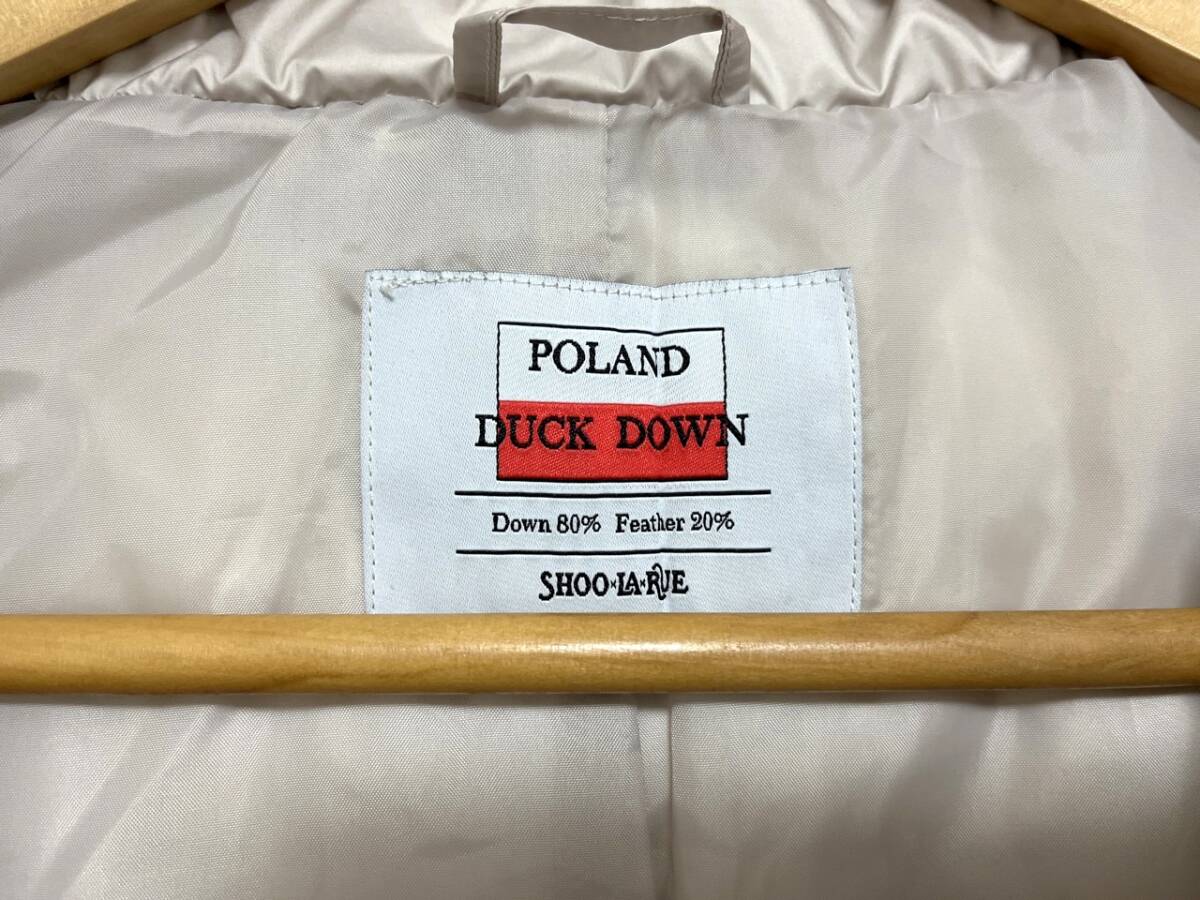 POLAND
DUCK DOWN
Down 80% Feather 20%
SHOO·LA·RUE